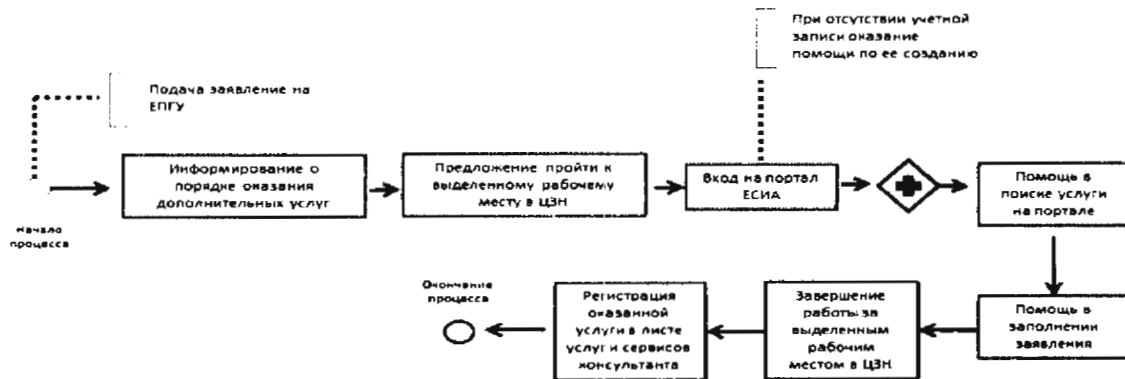 При отсутствии учетной
записи оказание
помощи по ее созданию
Подача заявление на
ЕПГУ
Информирование о
порядке оказания
дополнительных услуг
Предложение пройти к
выделенному рабочему
месту в ЦЗН
Вход на портал
ЕСИА
Помощь в
поиске услуги
на портале
Начало
процесса
Окончание
процесса
Регистрация
оказанной
услуги в листе
услуг и сервисов
консультанта
Завершение
работы за
выделенным
рабочим
местом в ЦЗН
Помощь в
заполнении
заявления